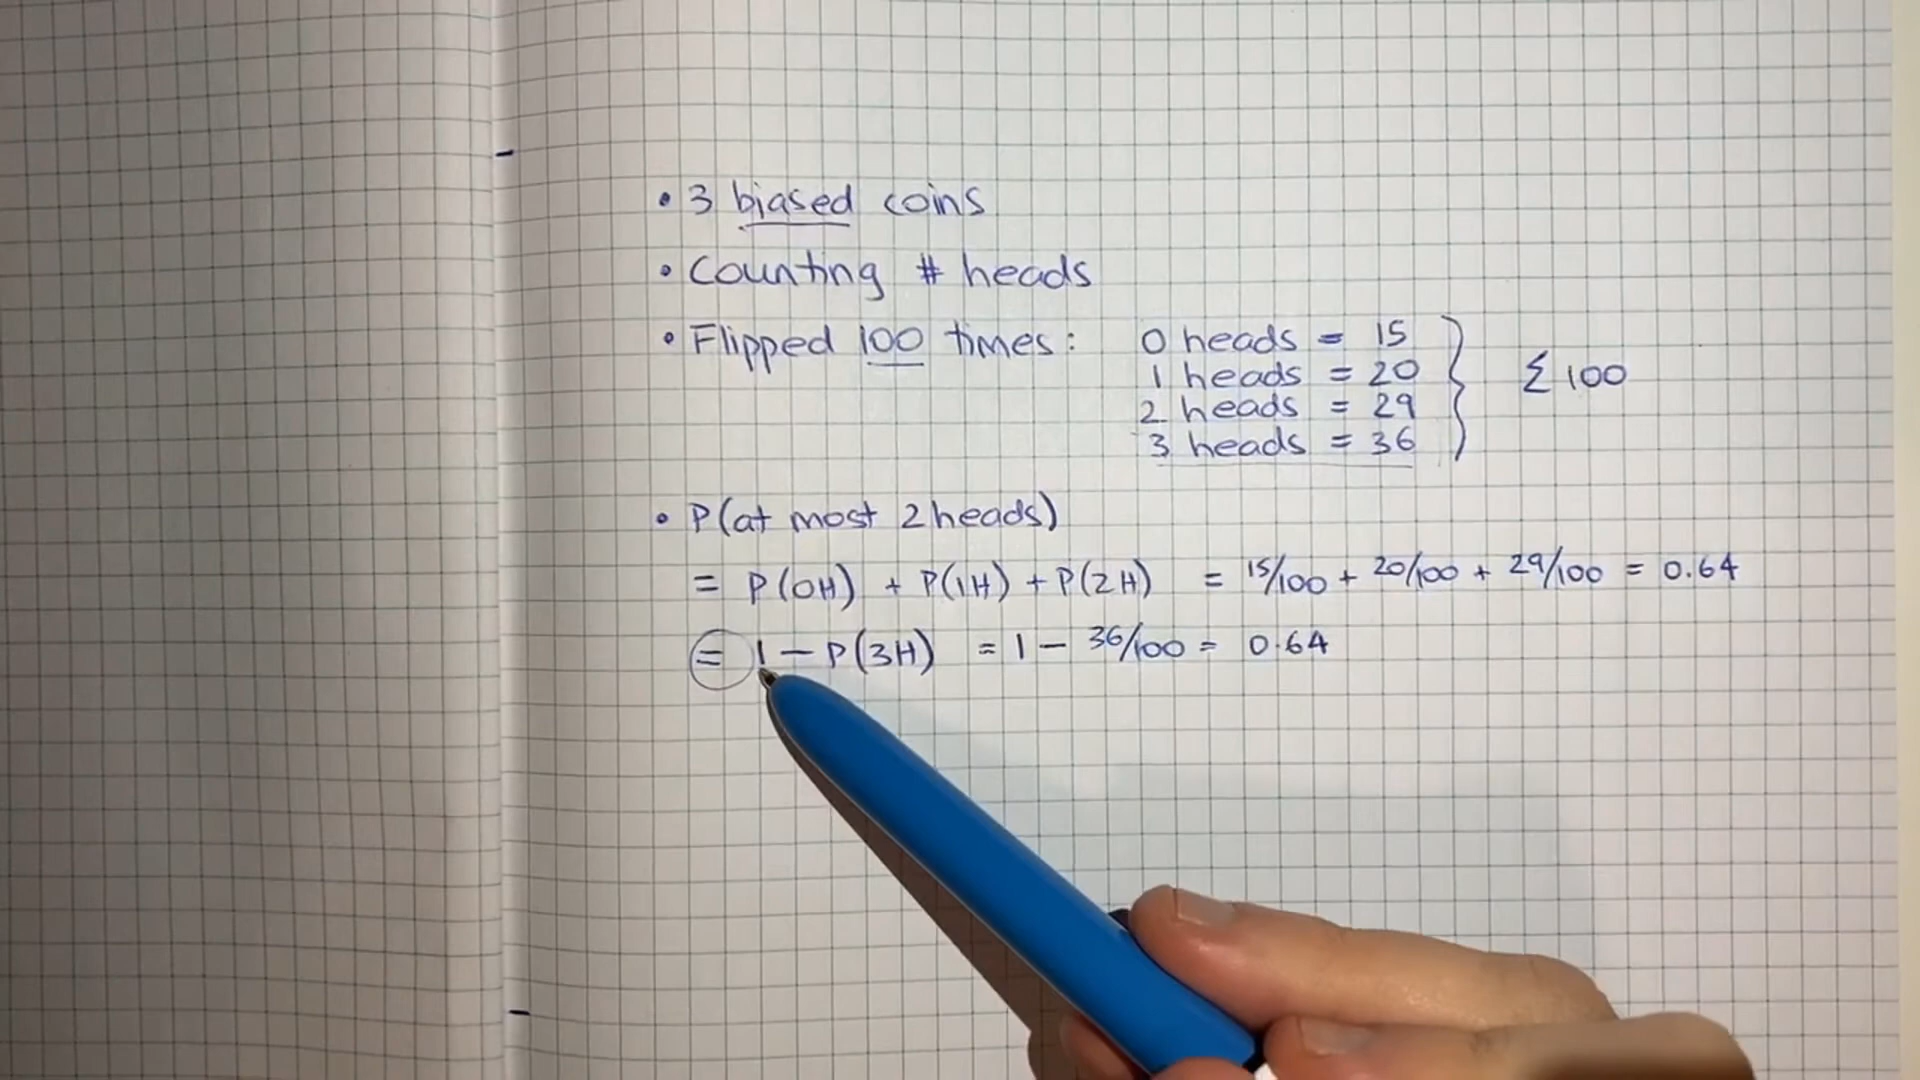 • 3 biased coins
• Counting # heads
• Flipped 100 times: 0 heads = 15
1 heads = 20
2 heads = 29
3 heads = 36
Σ 100
• P(at most 2 heads)
= P(0H) + P(1H) + P(2H) = 15/100 + 20/100 + 29/100 = 0.64
= 1 - P(3H) = 1 - 36/100 = 0.64